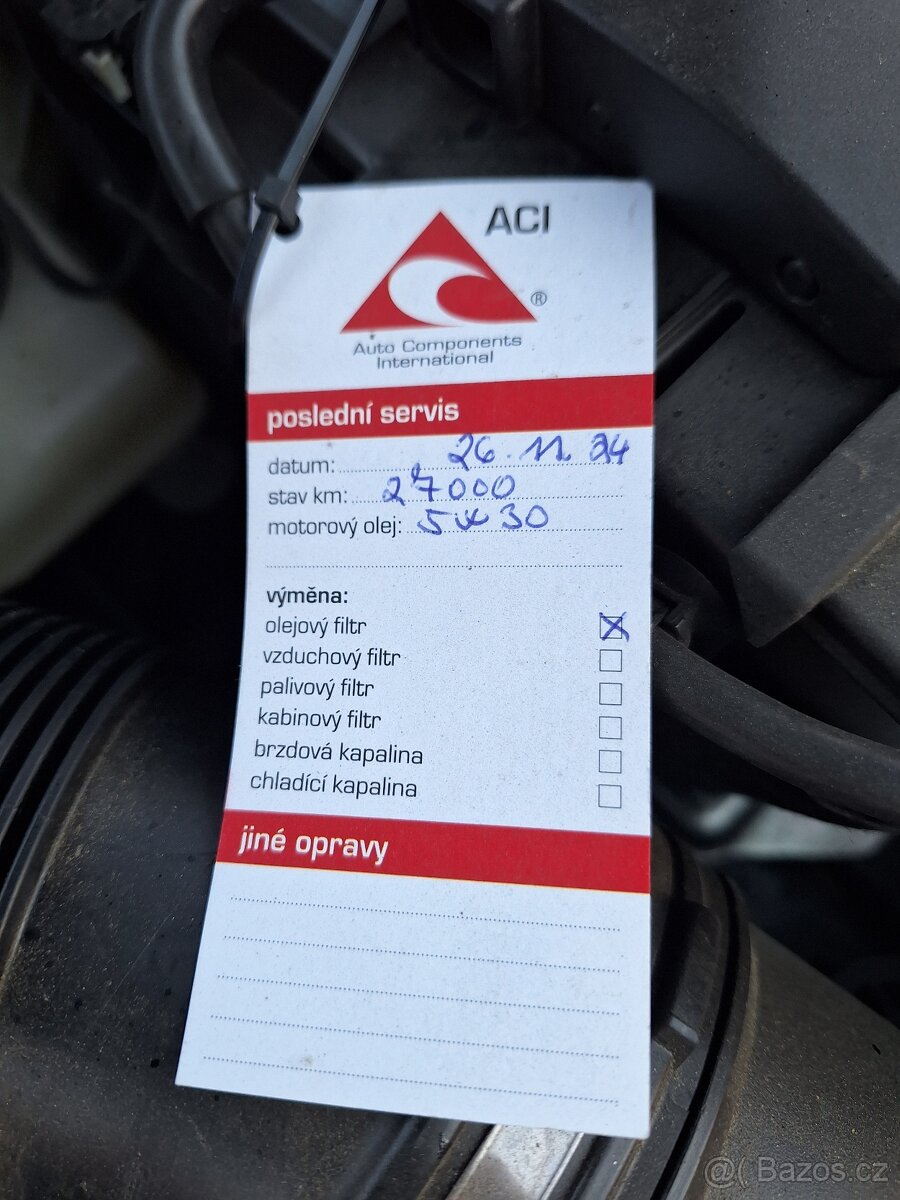 ACI
®
Auto Components
International
poslední servis
datum: 26. 11. 24
stav km: 27000
motorový olej: 5w30
výměna:
olejový filtr
vzduchový filtr
palivový filtr
kabinový filtr
brzdová kapalina
chladící kapalina
jiné opravy
@( Bazos.cz